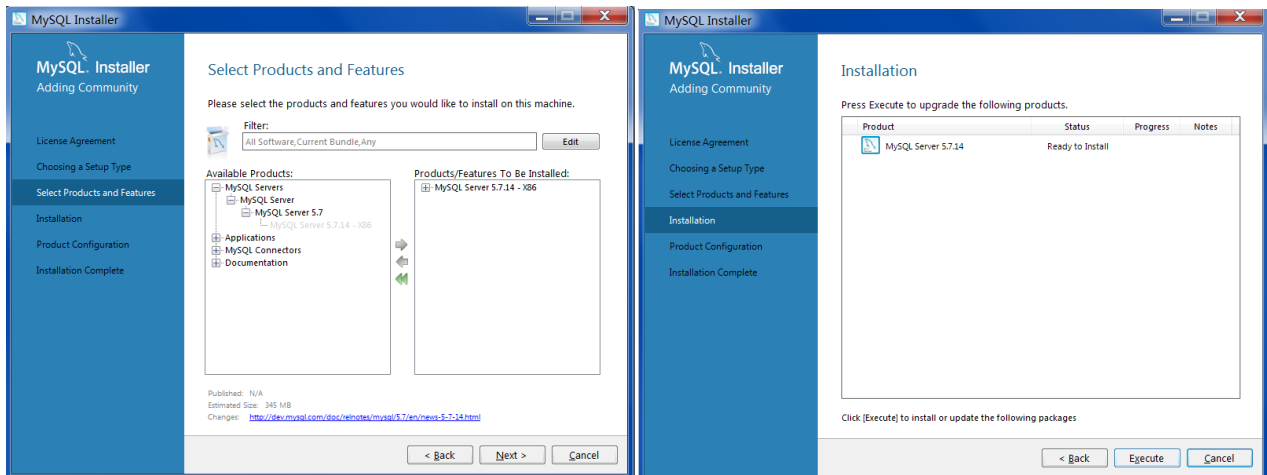 MySQL Installer
MySQL. Installer
Adding Community
License Agreement
Choosing a Setup Type
Select Products and Features
Installation
Product Configuration
Installation Complete
Select Products and Features
Please select the products and features you would like to install on this machine.
Filter:
All Software,Current Bundle,Any
Edit
Available Products:
MySQL Servers
MySQL Server
MySQL Server 5.7
MySQL Server 5.7.14 - X86
Applications
MySQL Connectors
Documentation
Products/Features To Be Installed:
MySQL Server 5.7.14 - X86
Published: N/A
Estimated Size: 345 MB
Changes: http://dev.mysql.com/doc/relnotes/mysql/5.7/en/news-5-7-14.html
< Back Next > Cancel
MySQL Installer
MySQL. Installer
Adding Community
License Agreement
Choosing a Setup Type
Select Products and Features
Installation
Product Configuration
Installation Complete
Installation
Press Execute to upgrade the following products.
Product Status Progress Notes
MySQL Server 5.7.14 Ready to Install
Click [Execute] to install or update the following packages
< Back Execute Cancel